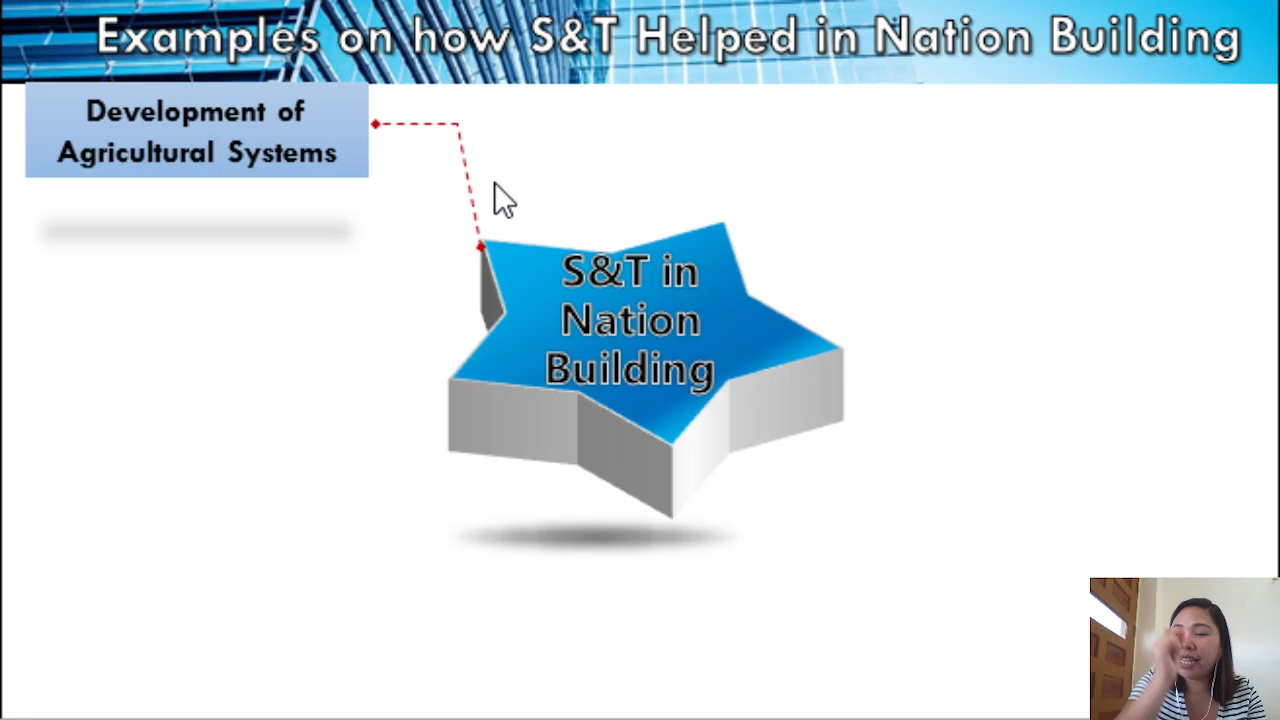 Examples on how S&T Helped in Nation Building
Development of
Agricultural Systems
S&T in
Nation
Building